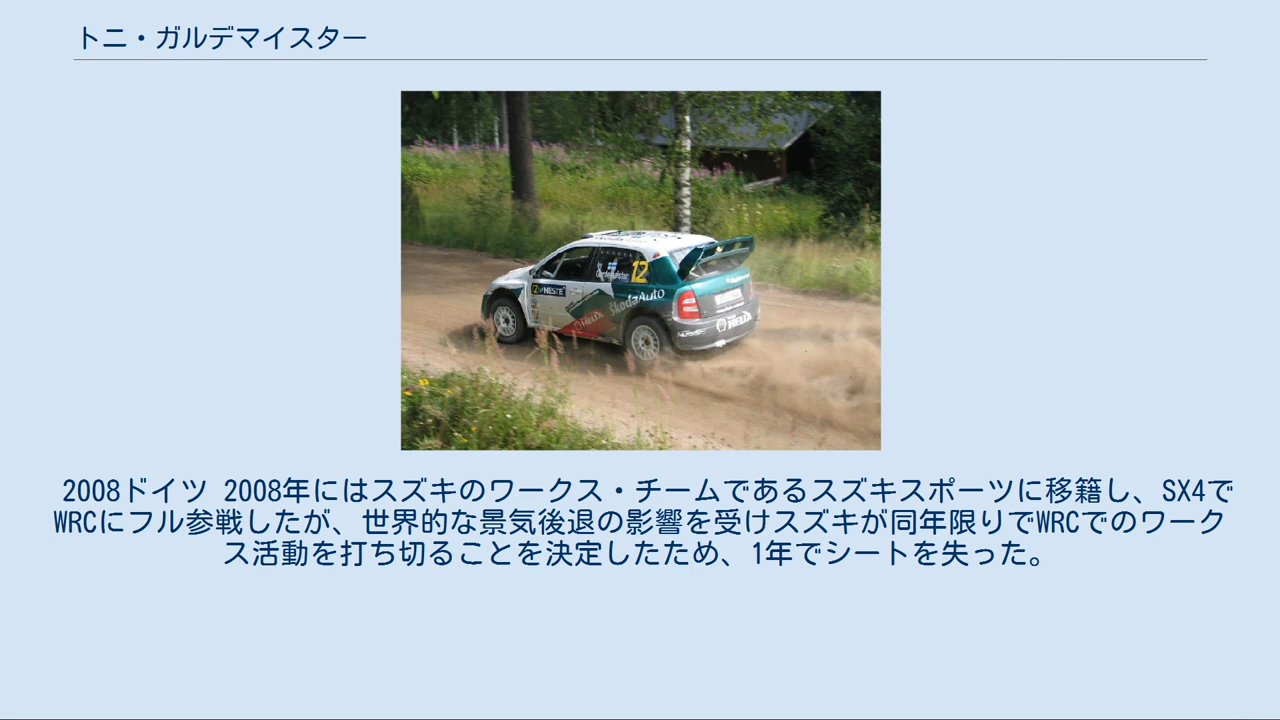 トニ・ガルデマイスター
12
Gardemeister
NESTE
ŠkodaAuto
HELLA
2008ドイツ 2008年にはスズキのワークス・チームであるスズキスポーツに移籍し、SX4で
WRCにフル参戦したが、世界的な景気後退の影響を受けスズキが同年限りでWRCでのワーク
ス活動を打ち切ることを決定したため、1年でシートを失った。